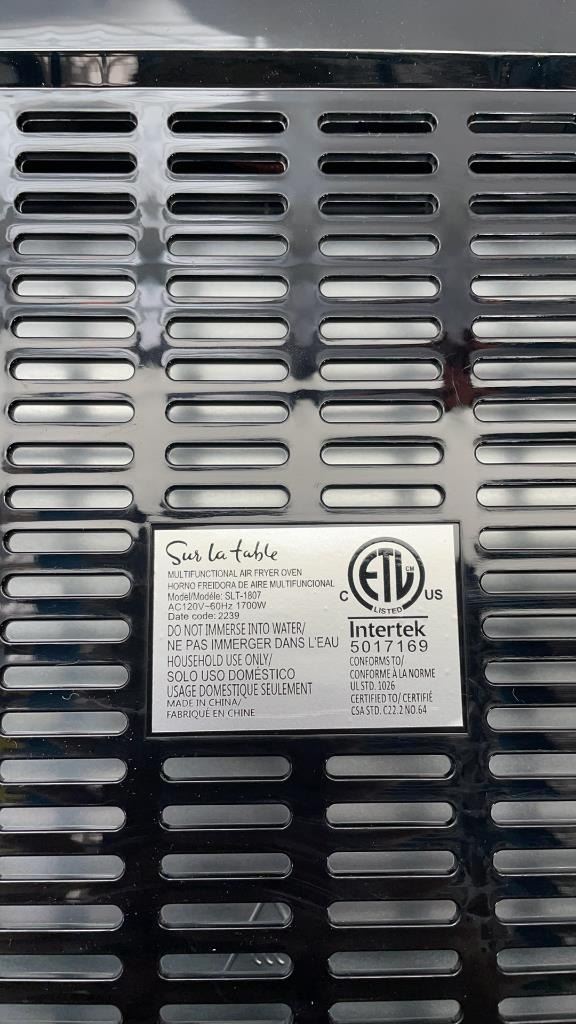 Sur la table
MULTIFUNCTIONAL AIR FRYER OVEN
HORNO FREIDORA DE AIRE MULTIFUNCIONAL
Model/Modéle: SLT-1807
AC120V~60Hz 1700W
Date code: 2239
DO NOT IMMERSE INTO WATER/
NE PAS IMMERGER DANS L'EAU
HOUSEHOLD USE ONLY/
SOLO USO DOMÉSTICO
USAGE DOMESTIQUE SEULEMENT
MADE IN CHINA/
FABRIQUÉ EN CHINE
ETL CM
C US
LISTED
Intertek
5017169
CONFORMS TO/
CONFORME À LA NORME
UL STD. 1026
CERTIFIED TO/ CERTIFIÉ
CSA STD. C22.2 NO.64